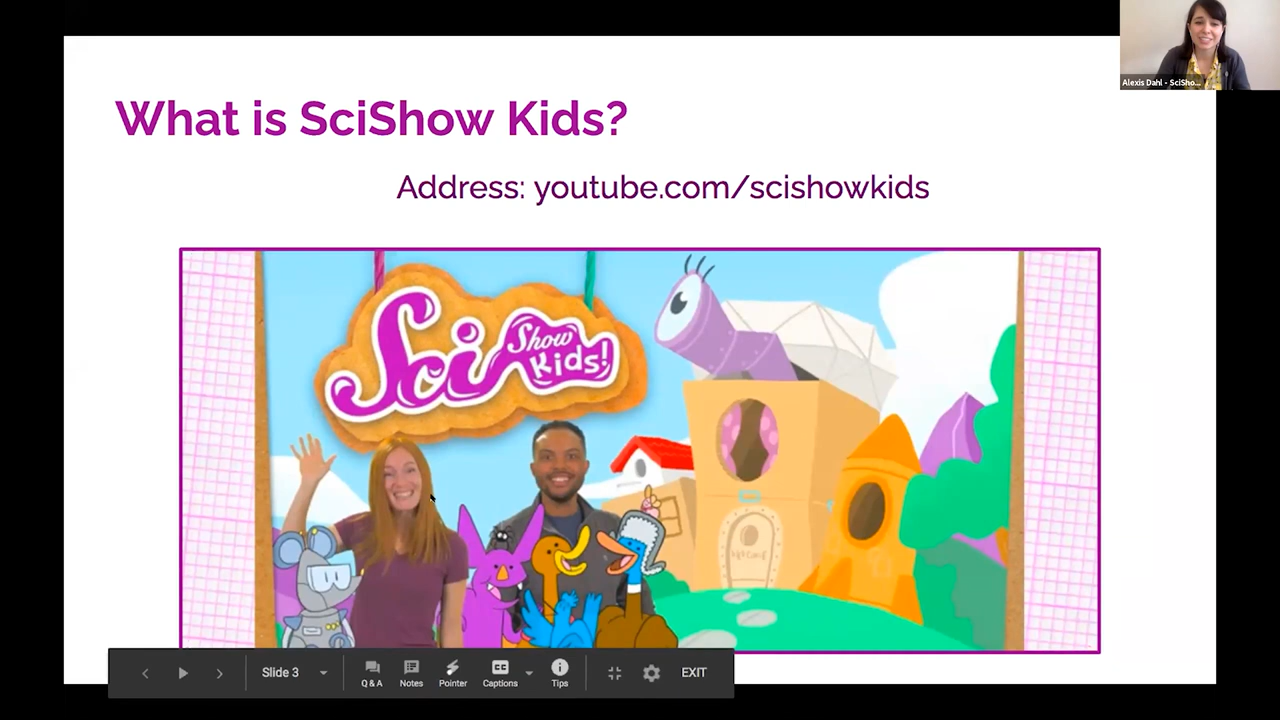 Alexis Dahl - SciSho...
What is SciShow Kids?
Address: youtube.com/scishowkids
Sci Show
Kids!
Slide 3
Q & A
Notes
Pointer
Captions
Tips
EXIT